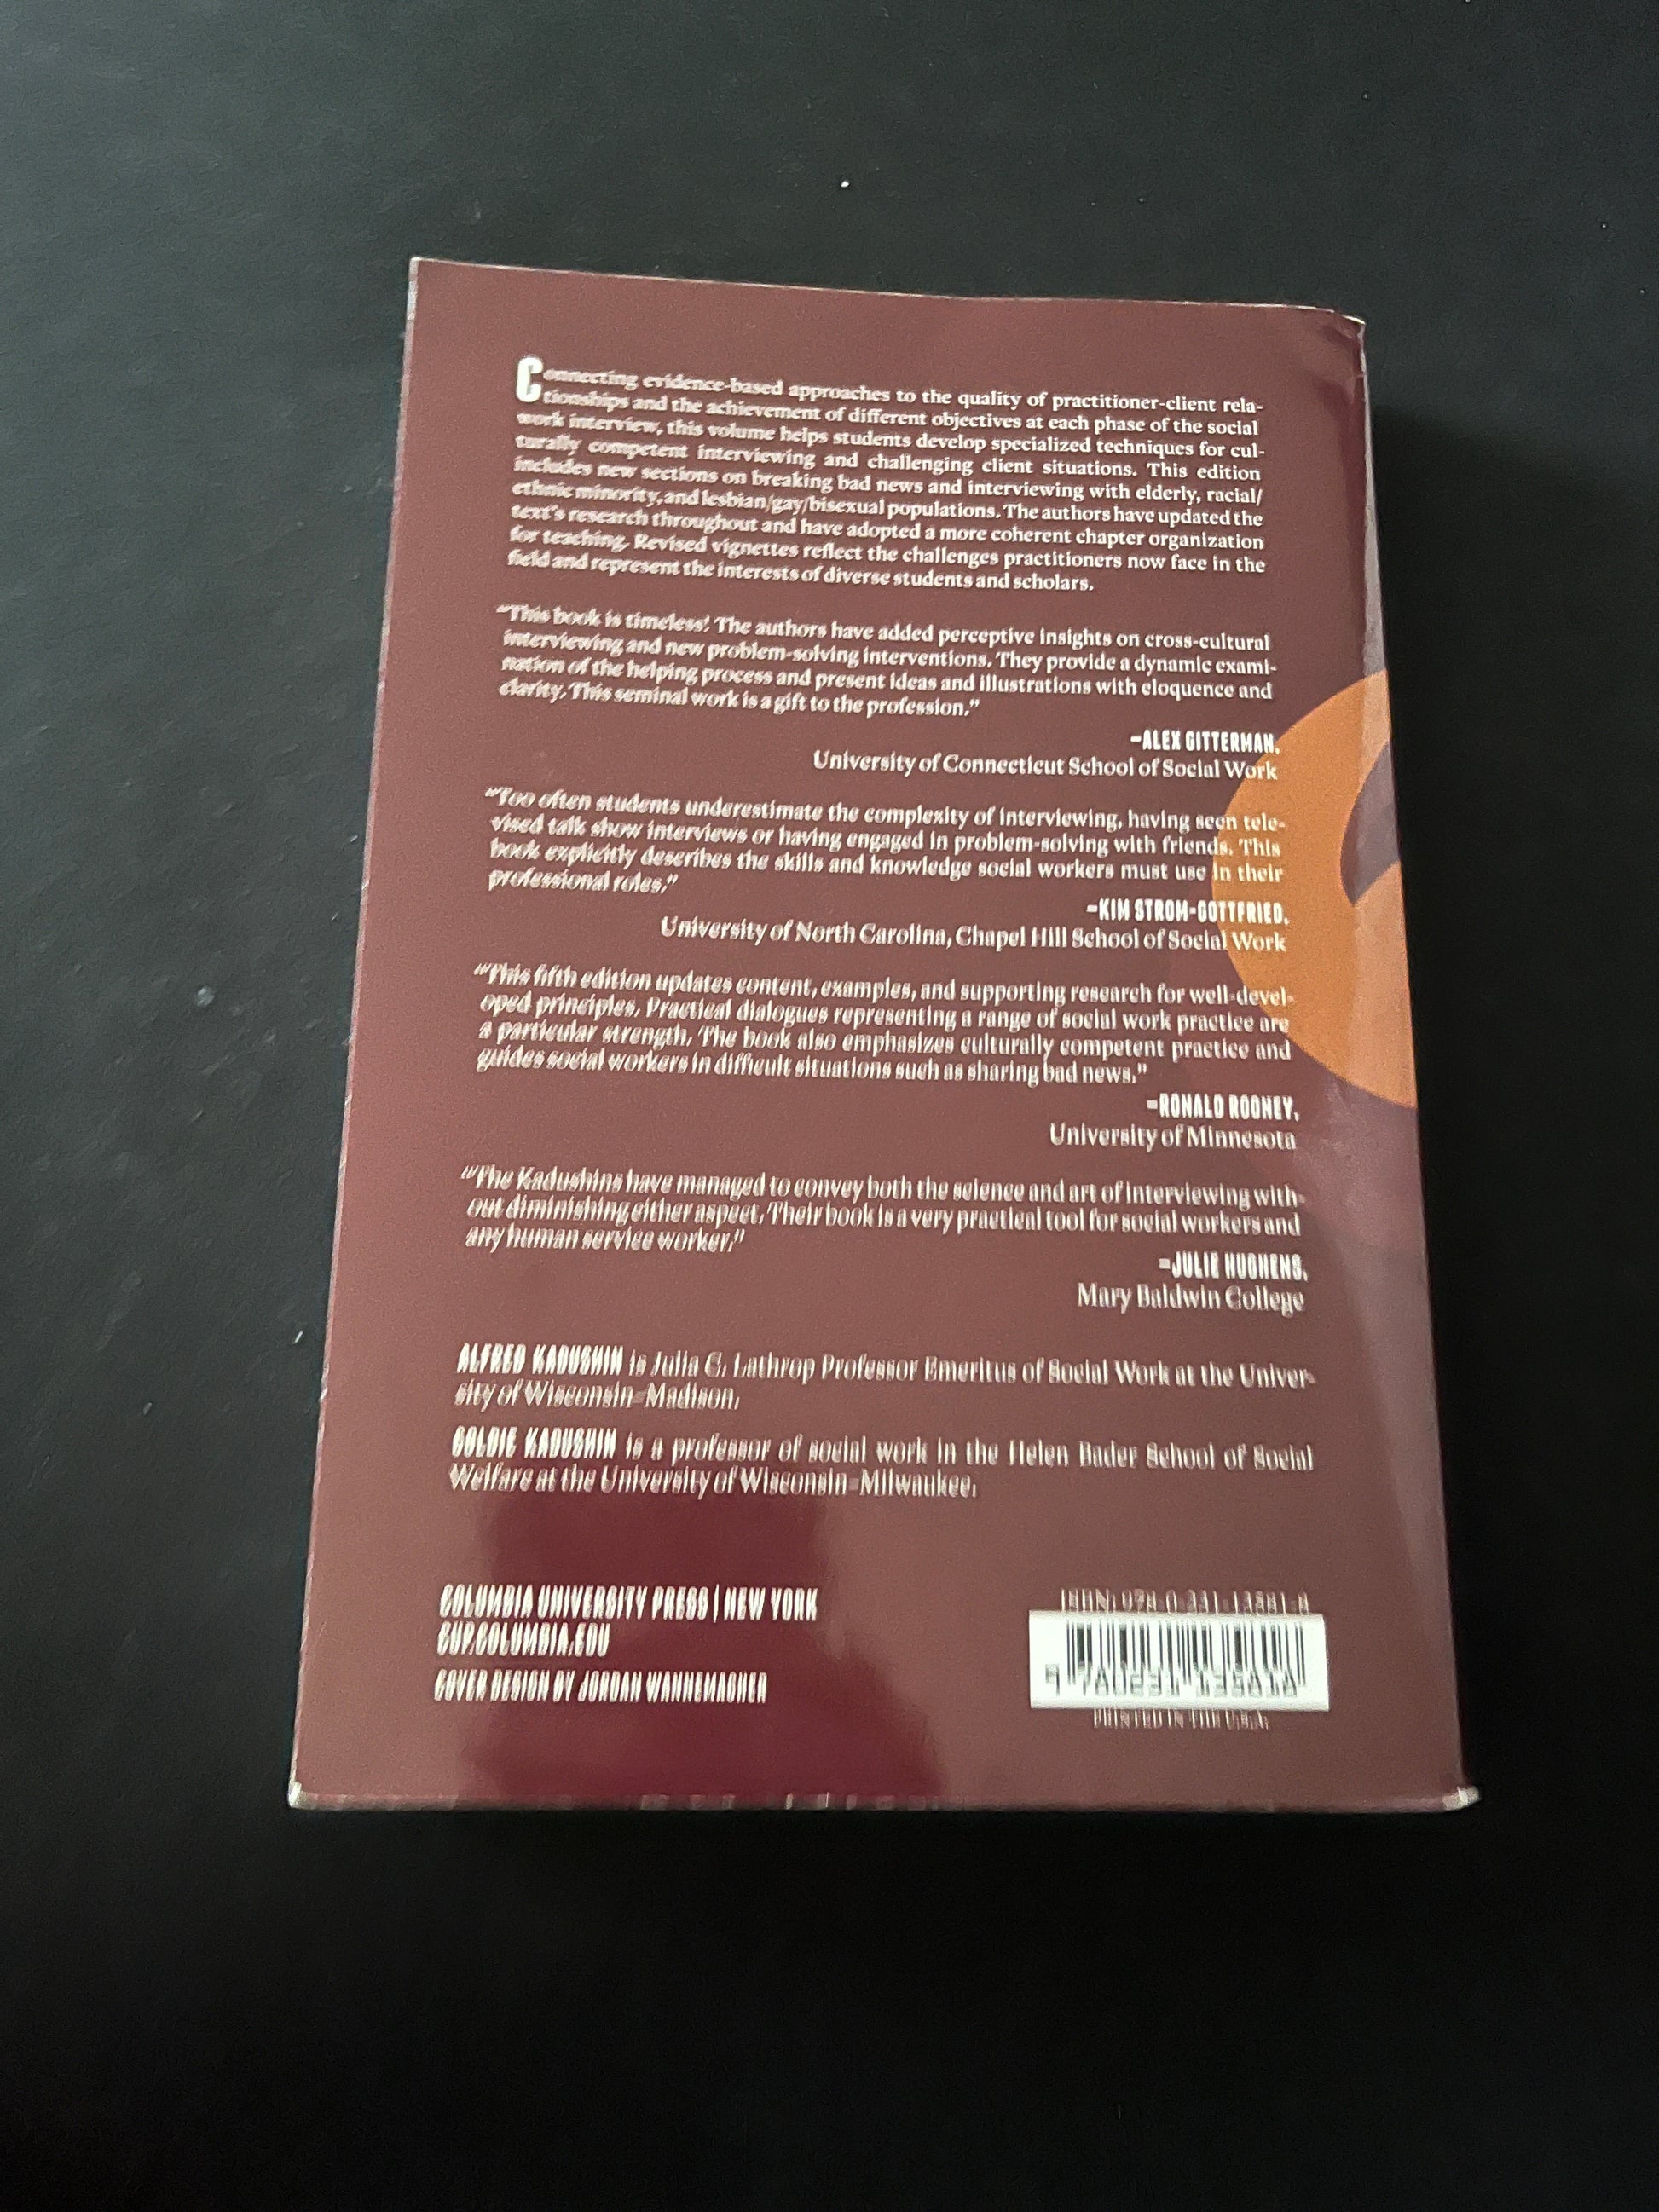 Connecting evidence-based approaches to the quality of practitioner-client rela-
tionships and the achievement of different objectives at each phase of the social
work interview, this volume helps students develop specialized techniques for cul-
turally competent interviewing and challenging client situations. This edition
includes new sections on breaking bad news and interviewing with elderly, racial/
ethnic minority, and lesbian/gay/bisexual populations. The authors have updated the
text's research throughout and have adopted a more coherent chapter organization
for teaching. Revised vignettes reflect the challenges practitioners now face in the
field and represent the interests of diverse students and scholars.
“This book is timeless! The authors have added perceptive insights on cross-cultural
interviewing and new problem-solving interventions. They provide a dynamic exami-
nation of the helping process and present ideas and illustrations with eloquence and
clarity. This seminal work is a gift to the profession.”
–ALEX GITTERMAN,
University of Connecticut School of Social Work
“Too often students underestimate the complexity of interviewing, having seen tele-
vised talk show interviews or having engaged in problem-solving with friends. This
book explicitly describes the skills and knowledge social workers must use in their
professional roles.”
–KIM STROM-GOTTFRIED,
University of North Carolina, Chapel Hill School of Social Work
“This fifth edition updates content, examples, and supporting research for well-devel-
oped principles. Practical dialogues representing a range of social work practice are
a particular strength. The book also emphasizes culturally competent practice and
guides social workers in difficult situations such as sharing bad news.”
–RONALD ROONEY,
University of Minnesota
“The Kadushins have managed to convey both the science and art of interviewing with-
out diminishing either aspect. Their book is a very practical tool for social workers and
any human service worker.”
–JULIE HUGHENS,
Mary Baldwin College
ALFRED KADUSHIN is Julia C. Lathrop Professor Emeritus of Social Work at the Univer-
sity of Wisconsin–Madison.
GOLDIE KADUSHIN is a professor of social work in the Helen Bader School of Social
Welfare at the University of Wisconsin–Milwaukee.
COLUMBIA UNIVERSITY PRESS | NEW YORK
CUP.COLUMBIA.EDU
COVER DESIGN BY JORDAN WANNEMACHER
ISBN:
PRINTED IN THE U.S.A.